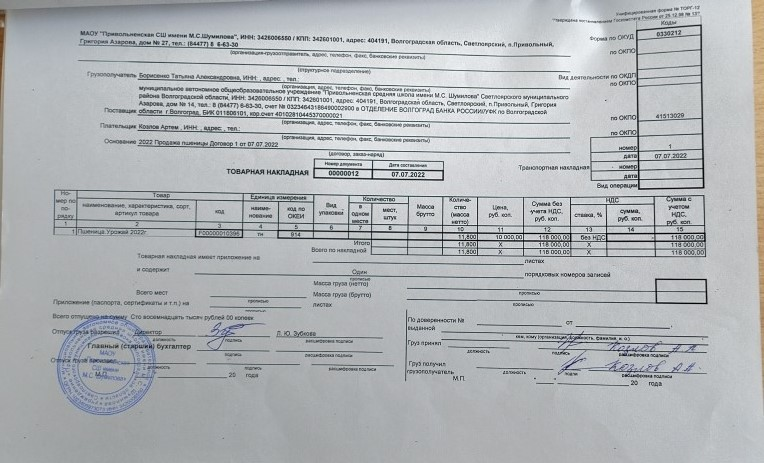 Унифицированная форма № ТОРГ-12
Утверждена постановлением Госкомстата России от 25.12.98 № 132
Коды
Форма по ОКУД 0330212
МАОУ "Привольненская СШ имени М.С.Шумилова", ИНН: 3426006550 / КПП: 342601001, адрес: 404191, Волгоградская область, Светлоярский, п.Привольный,
Григория Азарова, дом № 27, тел.: (84477) 8 6-63-30
по ОКПО
(организация-грузоотправитель, адрес, телефон, факс, банковские реквизиты)
(структурное подразделение)
Вид деятельности по ОКДП
Грузополучатель Борисенко Татьяна Александровна, ИНН: , адрес: , тел.:
по ОКПО
(организация, адрес, телефон, факс, банковские реквизиты)
муниципальное автономное общеобразовательное учреждение "Привольненская средняя школа имени М.С. Шумилова" Светлоярского муниципального
района Волгоградской области, ИНН: 3426006550 / КПП: 342601001, адрес: 404191, Волгоградская область, Светлоярский, п.Привольный, Григория
Азарова, дом № 14, тел.: 8 (84477) 6-63-30, счет № 03234643186490002900 в ОТДЕЛЕНИЕ ВОЛГОГРАД БАНКА РОССИИ//УФК по Волгоградской
Поставщик области г.Волгоград, БИК 011806101, кор.счет 40102810445370000021
по ОКПО 41513029
(организация, адрес, телефон, факс, банковские реквизиты)
Плательщик Козлов Артем , ИНН: , адрес: , тел.:
по ОКПО
(организация, адрес, телефон, факс, банковские реквизиты)
Основание 2022 Продажа пшеницы Договор 1 от 07.07.2022
номер 1
(договор, заказ-наряд)
дата 07.07.2022
Номер документа Дата составления
Транспортная накладная номер
ТОВАРНАЯ НАКЛАДНАЯ 00000012 07.07.2022
дата
Вид операции
Но-мер по по-рядку Товар Единица измерения Вид упаковки Количество Масса брутто Количе-ство (масса нетто) Цена, руб. коп. Сумма без учета НДС, руб. коп. НДС Сумма с учетом НДС, руб. коп.
наименование, характеристика, сорт, артикул товара код наиме-нование код по ОКЕИ в одном месте мест, штук ставка, % сумма, руб. коп.
1 2 3 4 5 6 7 8 9 10 11 12 13 14 15
1 Пшеница Урожай 2022г. F00000010396 тн 914 11,800 10 000,00 118 000,00 без НДС - 118 000,00
Итого 11,800 X 118 000,00 X 118 000,00
Всего по накладной 11,800 X 118 000,00 X 118 000,00
Товарная накладная имеет приложение на листах
и содержит Один порядковых номеров записей
прописью
Масса груза (нетто)
прописью
Всего мест Масса груза (брутто)
прописью прописью
Приложение (паспорта, сертификаты и т.п.) на листах
прописью
Всего отпущено на сумму Сто восемнадцать тысяч рублей 00 копеек
По доверенности № от
выданной
Отпуск груза разрешил Директор Л. Ю. Зубкова
должность подпись расшифровка подписи
кем, кому (организация, должность, фамилия, и. о.)
Главный (старший) бухгалтер
подпись расшифровка подписи
Груз принял Козлов А А
должность подпись расшифровка подписи
Отпуск груза произвел
должность подпись расшифровка подписи
Груз получил
грузополучатель Козлов А.А.
должность подпись расшифровка подписи
М.П. 20 года
М.П. 20 года
МАОУ
СШ имени
М.С. Шумилова